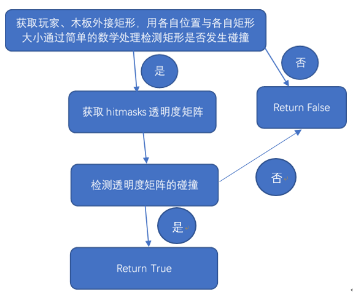 获取玩家、木板外接矩形，用各自位置与各自矩形
大小通过简单的数学处理检测矩形是否发生碰撞
是
否
获取 hitmasks 透明度矩阵
Return False
检测透明度矩阵的碰撞
否
是
Return True